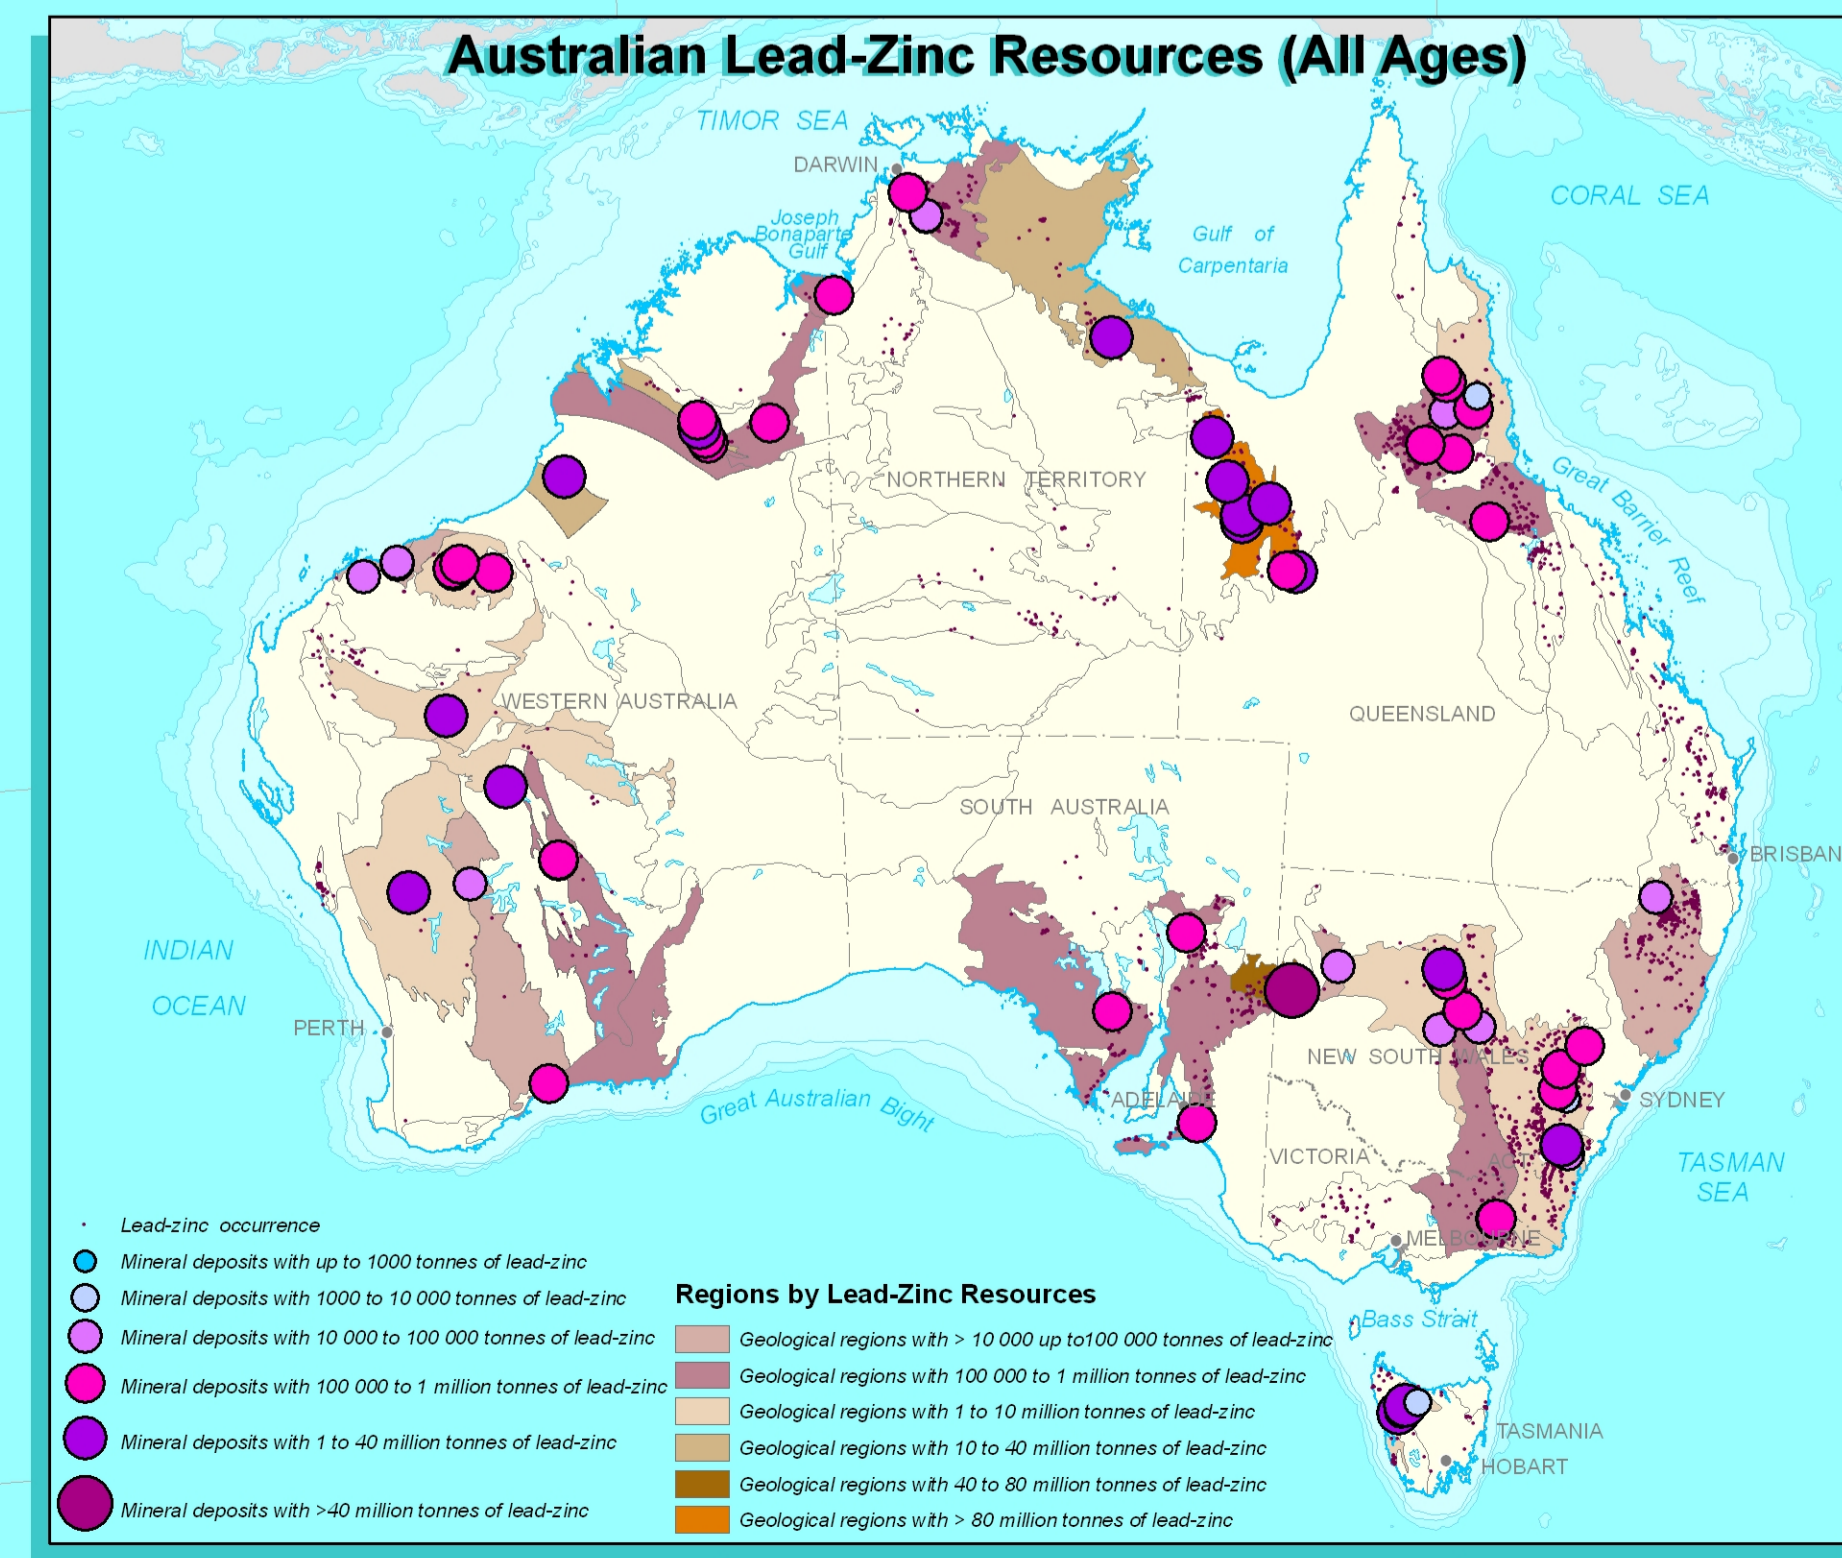 Australian Lead-Zinc Resources (All Ages)
TIMOR SEA
DARWIN
CORAL SEA
Joseph
Bonaparte
Gulf
Gulf of
Carpentaria
NORTHERN TERRITORY
Great Barrier Reef
WESTERN AUSTRALIA
QUEENSLAND
SOUTH AUSTRALIA
BRISBAN
INDIAN
OCEAN
PERTH
NEW SOUTH WALES
Great Australian Bight
ADELAIDE
SYDNEY
VICTORIA
ACT
TASMAN
SEA
MELBOURNE
Bass Strait
TASMANIA
HOBART
Lead-zinc occurrence
Mineral deposits with up to 1000 tonnes of lead-zinc
Mineral deposits with 1000 to 10 000 tonnes of lead-zinc
Mineral deposits with 10 000 to 100 000 tonnes of lead-zinc
Mineral deposits with 100 000 to 1 million tonnes of lead-zinc
Mineral deposits with 1 to 40 million tonnes of lead-zinc
Mineral deposits with >40 million tonnes of lead-zinc
Regions by Lead-Zinc Resources
Geological regions with > 10 000 up to100 000 tonnes of lead-zinc
Geological regions with 100 000 to 1 million tonnes of lead-zinc
Geological regions with 1 to 10 million tonnes of lead-zinc
Geological regions with 10 to 40 million tonnes of lead-zinc
Geological regions with 40 to 80 million tonnes of lead-zinc
Geological regions with > 80 million tonnes of lead-zinc